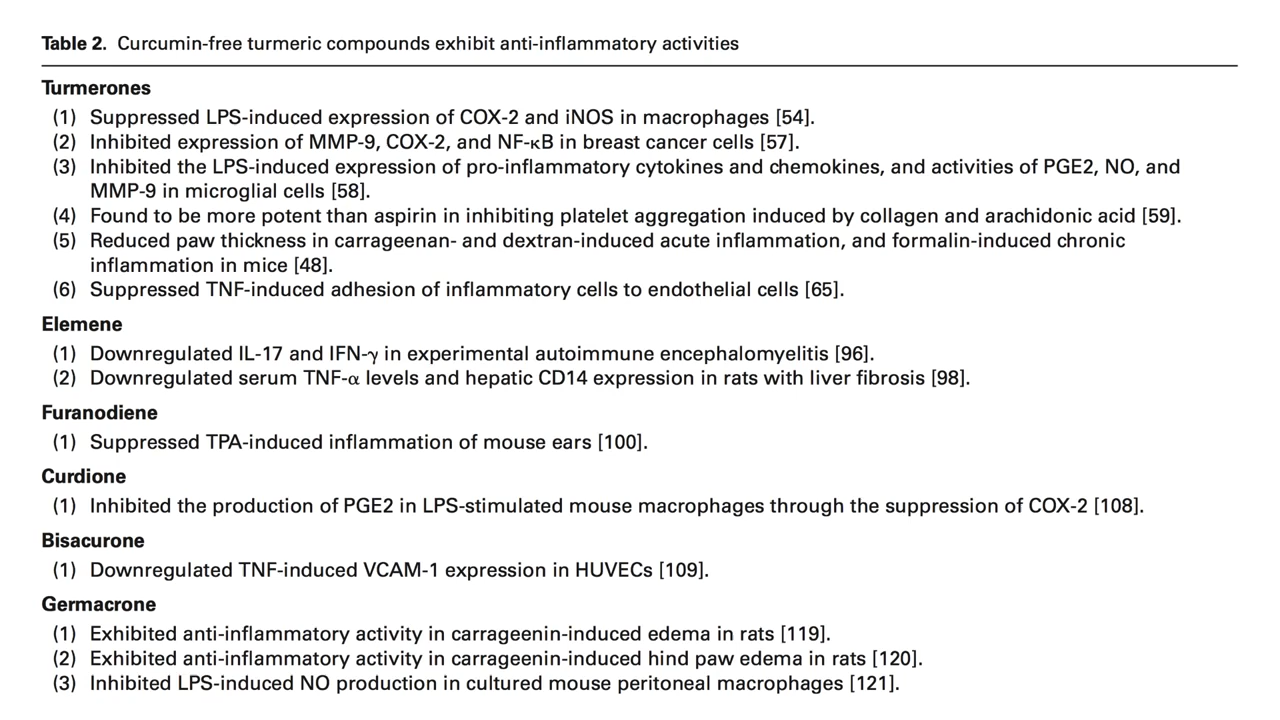 Table 2. Curcumin-free turmeric compounds exhibit anti-inflammatory activities
Turmerones
(1) Suppressed LPS-induced expression of COX-2 and iNOS in macrophages [54].
(2) Inhibited expression of MMP-9, COX-2, and NF-κB in breast cancer cells [57].
(3) Inhibited the LPS-induced expression of pro-inflammatory cytokines and chemokines, and activities of PGE2, NO, and
MMP-9 in microglial cells [58].
(4) Found to be more potent than aspirin in inhibiting platelet aggregation induced by collagen and arachidonic acid [59].
(5) Reduced paw thickness in carrageenan- and dextran-induced acute inflammation, and formalin-induced chronic
inflammation in mice [48].
(6) Suppressed TNF-induced adhesion of inflammatory cells to endothelial cells [65].
Elemene
(1) Downregulated IL-17 and IFN-γ in experimental autoimmune encephalomyelitis [96].
(2) Downregulated serum TNF-α levels and hepatic CD14 expression in rats with liver fibrosis [98].
Furanodiene
(1) Suppressed TPA-induced inflammation of mouse ears [100].
Curdione
(1) Inhibited the production of PGE2 in LPS-stimulated mouse macrophages through the suppression of COX-2 [108].
Bisacurone
(1) Downregulated TNF-induced VCAM-1 expression in HUVECs [109].
Germacrone
(1) Exhibited anti-inflammatory activity in carrageenin-induced edema in rats [119].
(2) Exhibited anti-inflammatory activity in carrageenin-induced hind paw edema in rats [120].
(3) Inhibited LPS-induced NO production in cultured mouse peritoneal macrophages [121].